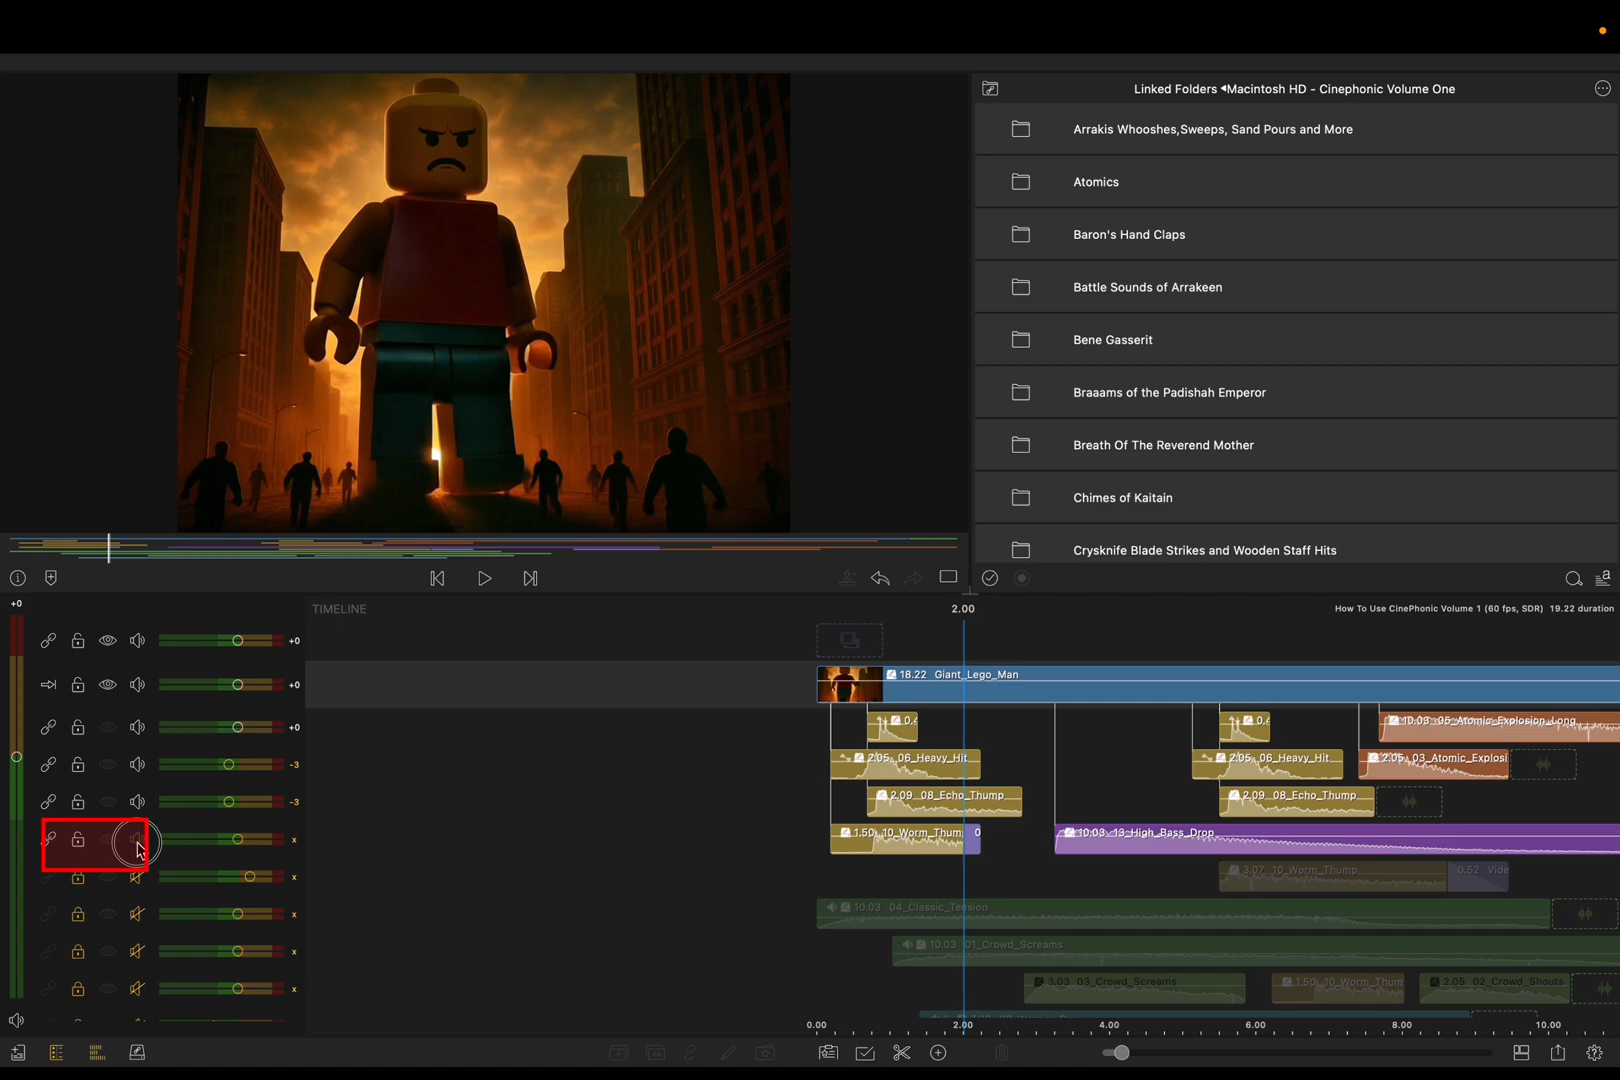 Linked Folders ◂Macintosh HD - Cinephonic Volume One
Arrakis Whooshes,Sweeps, Sand Pours and More
Atomics
Baron's Hand Claps
Battle Sounds of Arrakeen
Bene Gasserit
Braaams of the Padishah Emperor
Breath Of The Reverend Mother
Chimes of Kaitain
Crysknife Blade Strikes and Wooden Staff Hits
+0
TIMELINE
2.00
How To Use CinePhonic Volume 1 (60 fps, SDR) 19.22 duration
+0
+0
18.22 Giant_Lego_Man
+0
10.03 05_Atomic_Explosion_Long
-3
2.05 06_Heavy_Hit
2.05 06_Heavy_Hit
2.05 03_Atomic_Explosi
-3
2.09 08_Echo_Thump
2.09 08_Echo_Thump
x
1.50 10_Worm_Thum
0
10.03 13_High_Bass_Drop
x
3.07 10_Worm_Thump
0.52 Vide
x
10.03 04_Classic_Tension
x
10.03 01_Crowd_Screams
x
3.03 03_Crowd_Screams
1.50 10_Worm_Thum
2.05 02_Crowd_Shouts
0.00 2.00 4.00 6.00 8.00 10.00